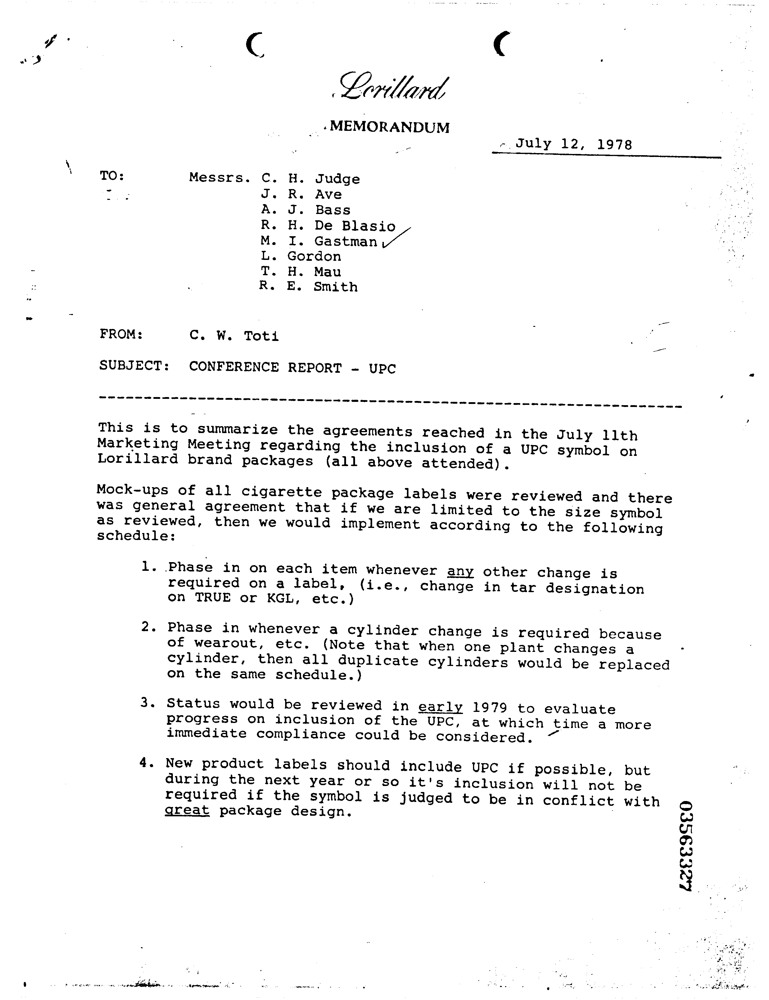 Lorillard
MEMORANDUM
July 12, 1978
TO: Messrs. C. H. Judge
J. R. Ave
A. J. Bass
R. H. De Blasio
M. I. Gastman
L. Gordon
T. H. Mau
R. E. Smith
FROM: C. W. Toti
SUBJECT: CONFERENCE REPORT - UPC
This is to summarize the agreements reached in the July 11th
Marketing Meeting regarding the inclusion of a UPC symbol on
Lorillard brand packages (all above attended).
Mock-ups of all cigarette package labels were reviewed and there
was general agreement that if we are limited to the size symbol
as reviewed, then we would implement according to the following
schedule:
1. Phase in on each item whenever any other change is
required on a label, (i.e., change in tar designation
on TRUE or KGL, etc.)
2. Phase in whenever a cylinder change is required because
of wearout, etc. (Note that when one plant changes a
cylinder, then all duplicate cylinders would be replaced
on the same schedule.)
3. Status would be reviewed in early 1979 to evaluate
progress on inclusion of the UPC, at which time a more
immediate compliance could be considered.
4. New product labels should include UPC if possible, but
during the next year or so it's inclusion will not be
required if the symbol is judged to be in conflict with
great package design.
03563327